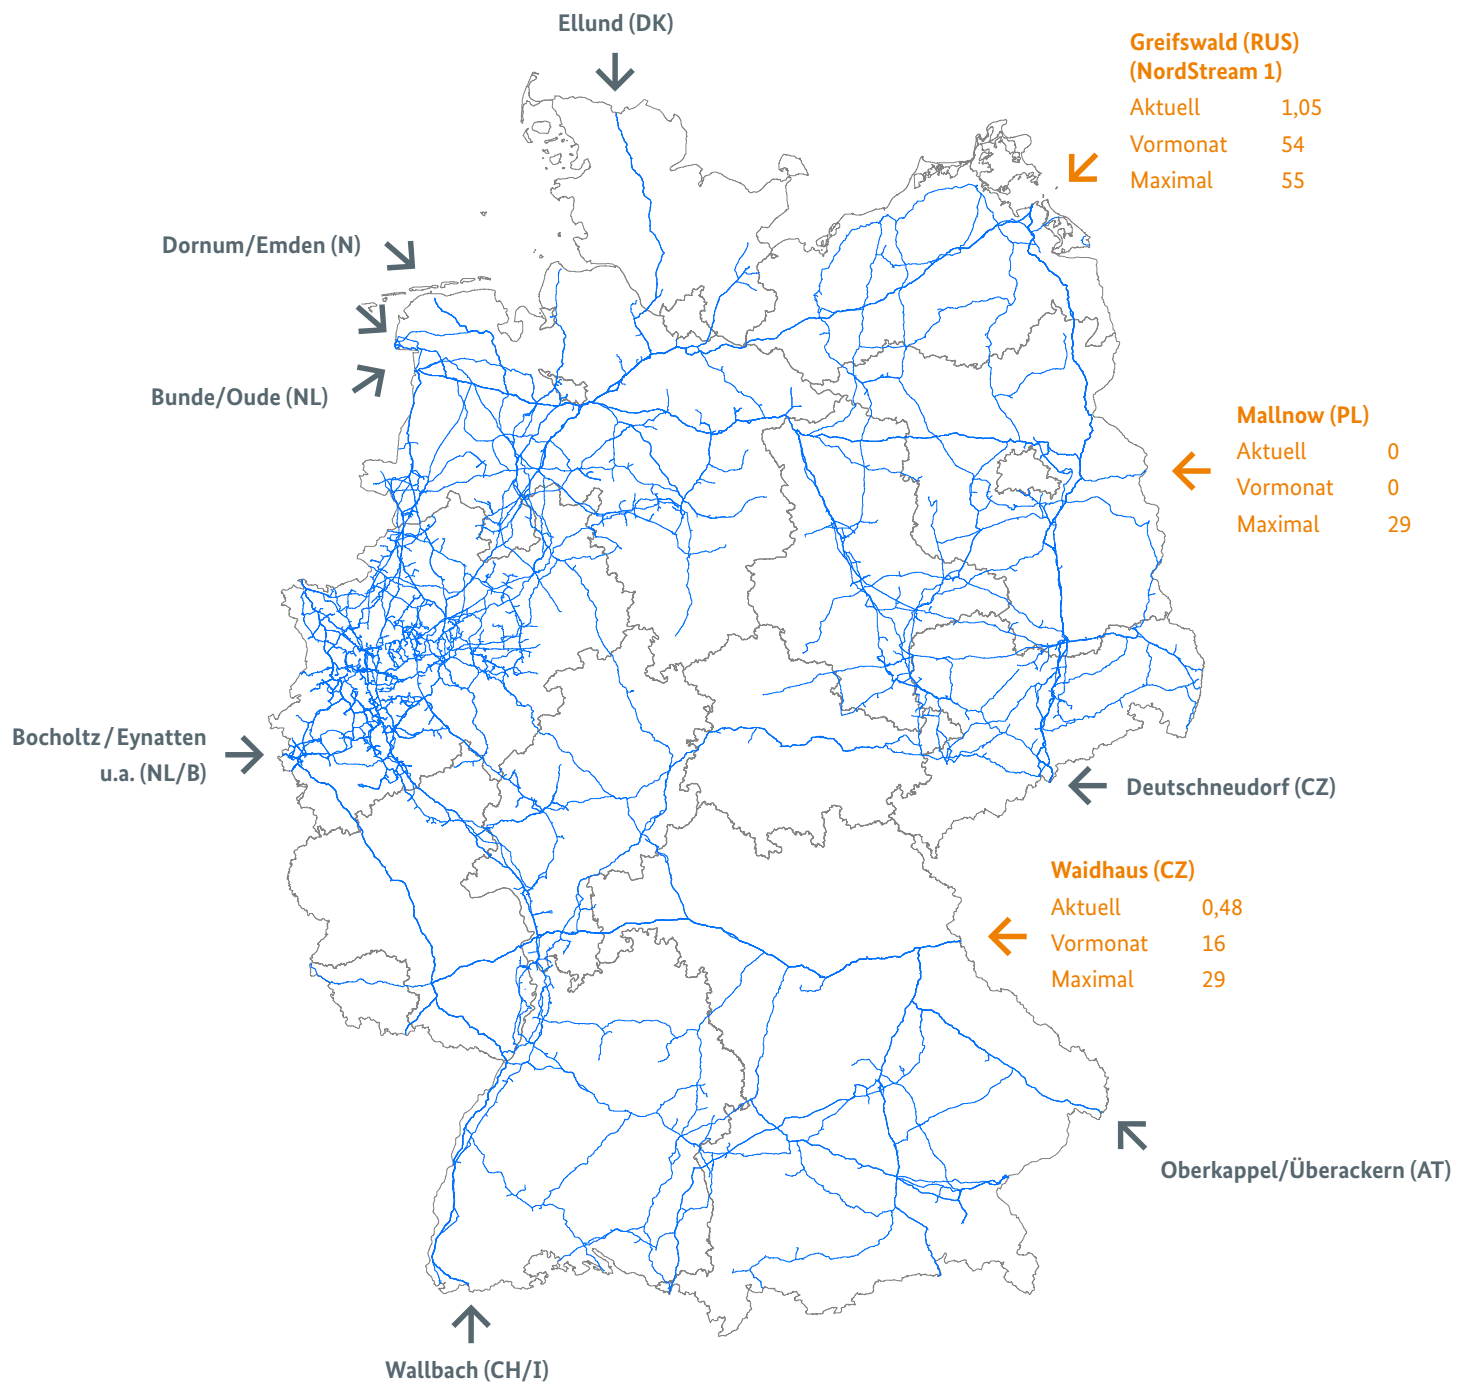 Ellund (DK)
Greifswald (RUS)
(NordStream 1)
Aktuell 1,05
Vormonat 54
Maximal 55
Dornum/Emden (N)
Bunde/Oude (NL)
Mallnow (PL)
Aktuell 0
Vormonat 0
Maximal 29
Bocholtz / Eynatten
u.a. (NL/B)
Deutschneudorf (CZ)
Waidhaus (CZ)
Aktuell 0,48
Vormonat 16
Maximal 29
Oberkappel/Überackern (AT)
Wallbach (CH/I)